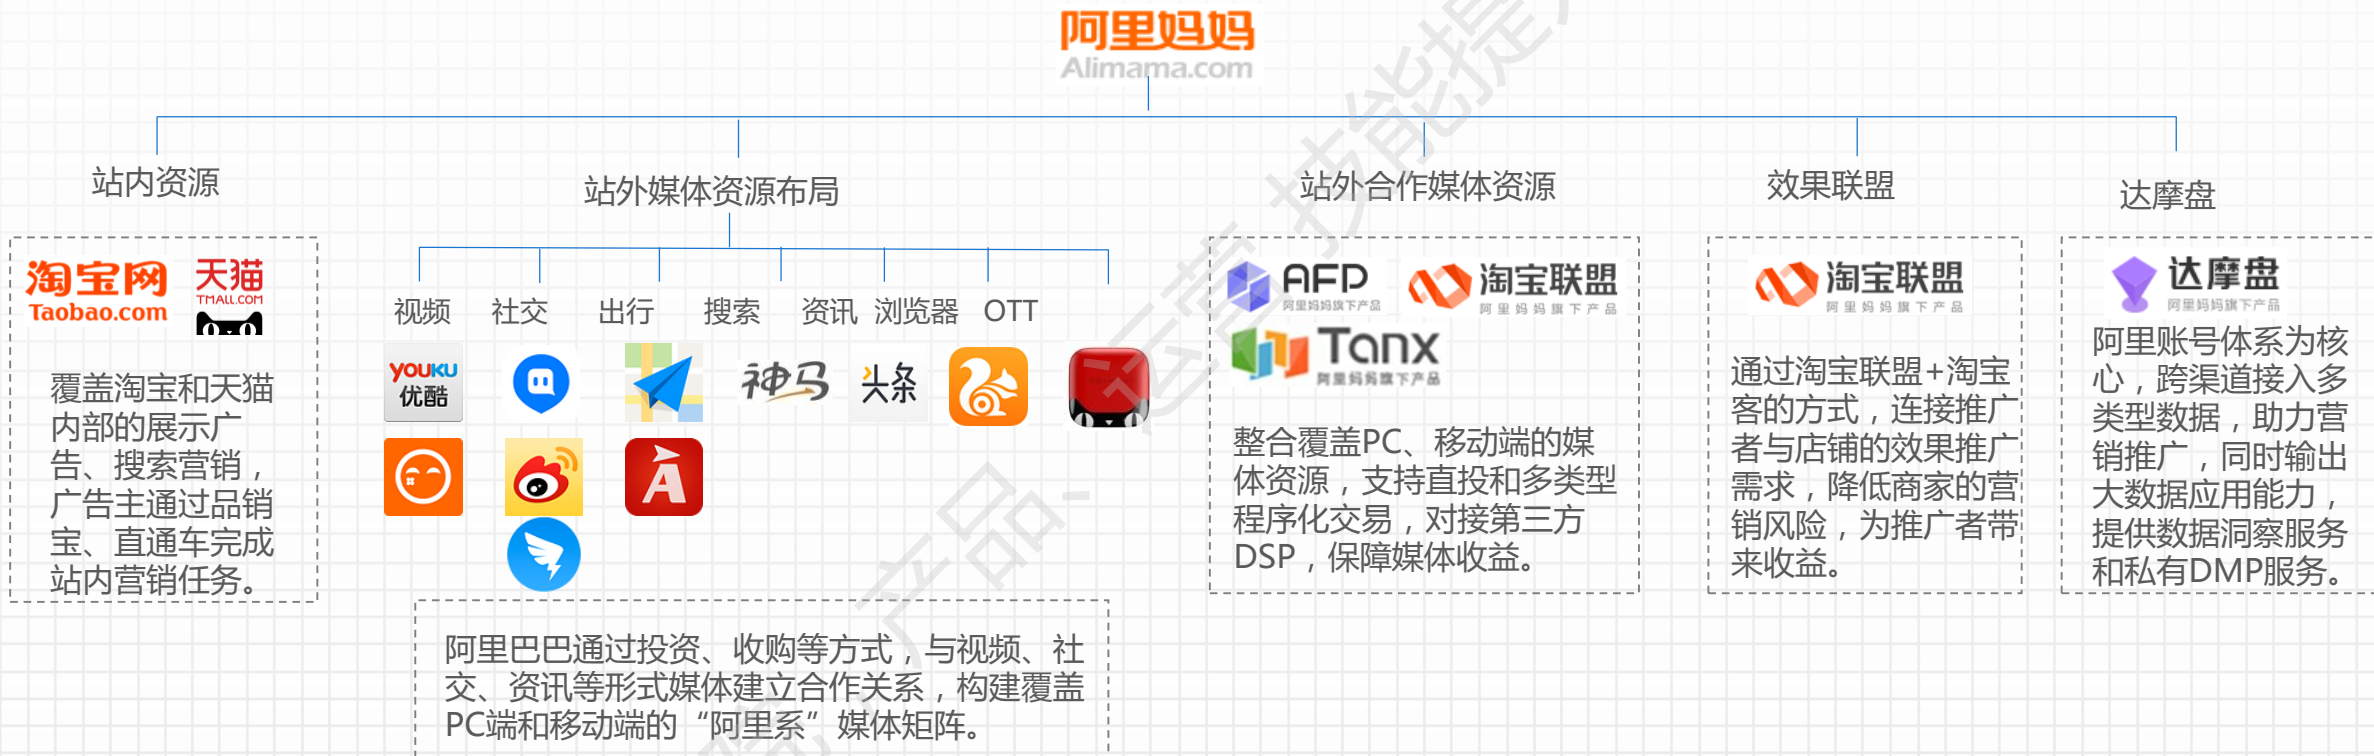 阿里妈妈
Alimama.com
站内资源
站外媒体资源布局
站外合作媒体资源
效果联盟
达摩盘
淘宝网
Taobao.com
天猫
TMALL.COM
覆盖淘宝和天猫
内部的展示广
告、搜索营销，
广告主通过品销
宝、直通车完成
站内营销任务。
视频
社交
出行
搜索
资讯
浏览器
OTT
YOUKU
优酷
神马
头条
阿里巴巴通过投资、收购等方式，与视频、社
交、资讯等形式媒体建立合作关系，构建覆盖
PC端和移动端的“阿里系”媒体矩阵。
AFP
阿里妈妈旗下产品
淘宝联盟
阿里妈妈旗下产品
Tanx
阿里妈妈旗下产品
整合覆盖PC、移动端的媒
体资源，支持直投和多类型
程序化交易，对接第三方
DSP，保障媒体收益。
淘宝联盟
阿里妈妈旗下产品
通过淘宝联盟+淘宝
客的方式，连接推广
者与店铺的效果推广
需求，降低商家的营
销风险，为推广者带
来收益。
达摩盘
阿里妈妈旗下产品
阿里账号体系为核
心，跨渠道接入多
类型数据，助力营
销推广，同时输出
大数据应用能力，
提供数据洞察服务
和私有DMP服务。
产品、运营 技能提